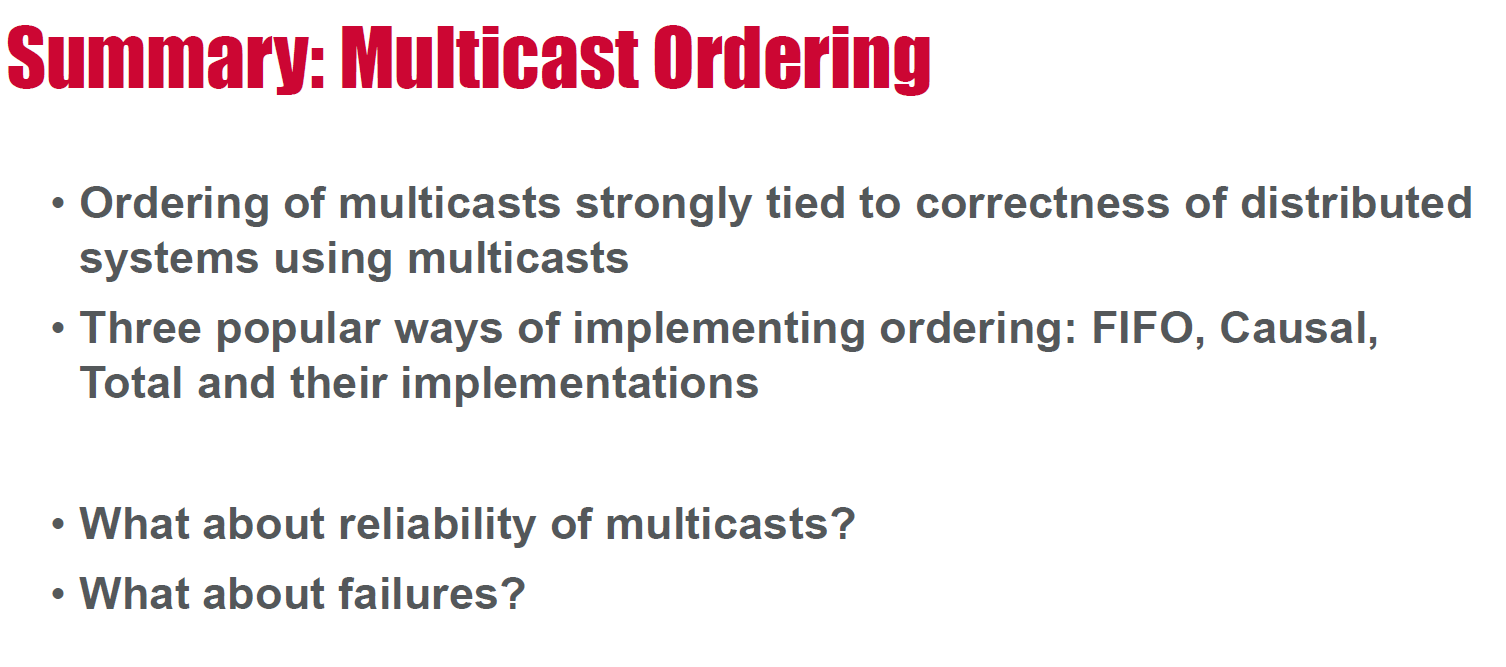 Summary: Multicast Ordering
• Ordering of multicasts strongly tied to correctness of distributed
systems using multicasts
• Three popular ways of implementing ordering: FIFO, Causal,
Total and their implementations
• What about reliability of multicasts?
• What about failures?